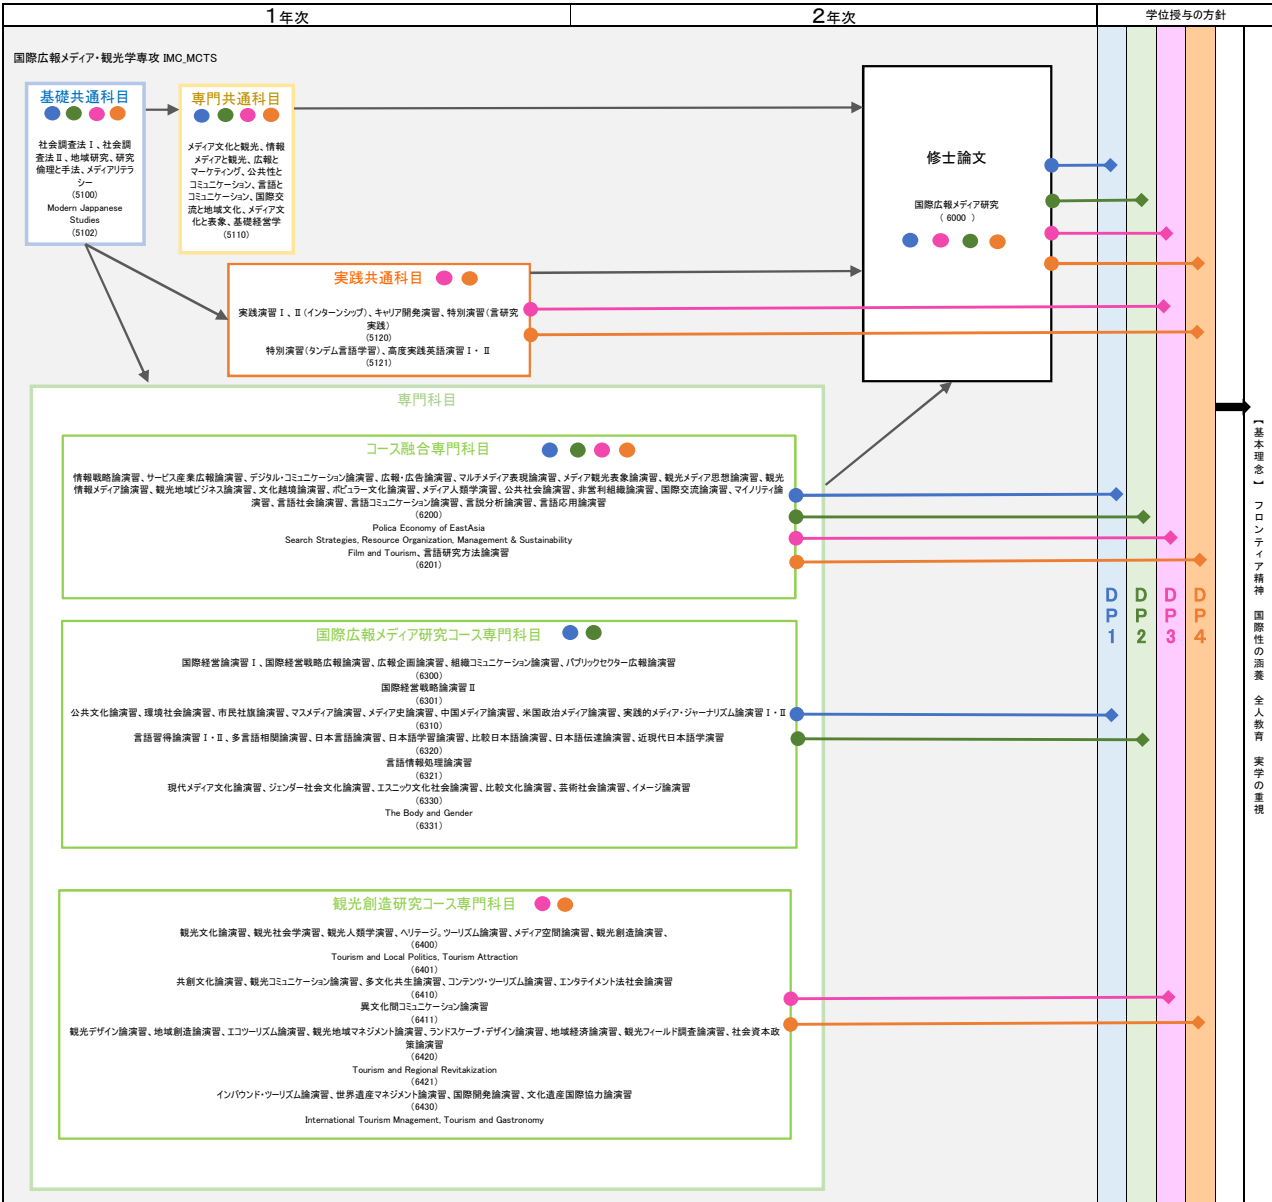 1年次
2年次
学位授与の方針
国際広報メディア・観光学専攻 IMC,MCTS
基礎共通科目
社会調査法Ⅰ、社会調
査法Ⅱ、地域研究、研究
倫理と手法、メディアリテラ
シー
(5100)
Modern Jappanese
Studies
(5102)
専門共通科目
メディア文化と観光、情報
メディアと観光、広報と
マーケティング、公共性と
コミュニケーション、言語と
コミュニケーション、国際交
流と地域文化、メディア文
化と表象、基礎経営学
(5110)
修士論文
国際広報メディア研究
( 6000 )
実践共通科目
実践演習Ⅰ、Ⅱ(インターンシップ)、キャリア開発演習、特別演習(言研究
実践)
(5120)
特別演習(タンデム言語学習)、高度実践英語演習Ⅰ・Ⅱ
(5121)
専門科目
コース融合専門科目
情報戦略論演習、サービス産業広報論演習、デジタル・コミュニケーション論演習、広報・広告論演習、マルチメディア表現論演習、メディア観光表象論演習、観光メディア思想論演習、観光
情報メディア論演習、観光地域ビジネス論演習、文化越境論演習、ポピュラー文化論演習、メディア人類学演習、公共社会論演習、非営利組織論演習、国際交流論演習、マイノリティ論
演習、言語社会論演習、言語コミュニケーション論演習、言説分析論演習、言語応用論演習
(6200)
Polica Economy of EastAsia
Search Strategies, Resource Organization, Management & Sustainability
Film and Tourism、言語研究方法論演習
(6201)
国際広報メディア研究コース専門科目
国際経営論演習Ⅰ、国際経営戦略広報論演習、広報企画論演習、組織コミュニケーション論演習、パブリックセクター広報論演習
(6300)
国際経営戦略論演習Ⅱ
(6301)
公共文化論演習、環境社会論演習、市民社旗論演習、マスメディア論演習、メディア史論演習、中国メディア論演習、米国政治メディア論演習、実践的メディア・ジャーナリズム論演習Ⅰ・Ⅱ
(6310)
言語習得論演習Ⅰ・Ⅱ、多言語相関論演習、日本言語論演習、日本語学習論演習、比較日本語論演習、日本語伝達論演習、近現代日本語学演習
(6320)
言語情報処理論演習
(6321)
現代メディア文化論演習、ジェンダー社会文化論演習、エスニック文化社会論演習、比較文化論演習、芸術社会論演習、イメージ論演習
(6330)
The Body and Gender
(6331)
観光創造研究コース専門科目
観光文化論演習、観光社会学演習、観光人類学演習、ヘリテージ。ツーリズム論演習、メディア空間論演習、観光創造論演習、
(6400)
Tourism and Local Politics, Tourism Attraction
(6401)
共創文化論演習、観光コミュニケーション論演習、多文化共生論演習、コンテンツ・ツーリズム論演習、エンタテイメント法社会論演習
(6410)
異文化間コミュニケーション論演習
(6411)
観光デザイン論演習、地域創造論演習、エコツーリズム論演習、観光地域マネジメント論演習、ランドスケープ・デザイン論演習、地域経済論演習、観光フィールド調査論演習、社会資本政
策論演習
(6420)
Tourism and Regional Revitakization
(6421)
インバウンド・ツーリズム論演習、世界遺産マネジメント論演習、国際開発論演習、文化遺産国際協力論演習
(6430)
International Tourism Mnagement, Tourism and Gastronomy
DP1
DP2
DP3
DP4
【基本理念】 フロンティア精神 国際性の涵養 全人教育 実学の重視